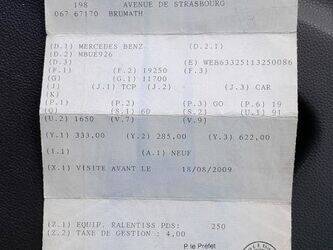 198 AVENUE DE STRASBOURG
067 67170 BRUMATH
(D.1) MERCEDES BENZ (D.2.1)
(D.2) MBUE926
(D.3) (E) WEB63325113250086
(F.1) (F.2) 19250 (F.3)
(G) (G.1) 11700
(J) (J.1) TCP (J.2) (J.3) CAR
(K)
(P.1) (P.2) (P.3) GO (P.6) 19
(Q) (S.1) 60 (S.2) (U.1) 91
(U.2) 1650 (V.7) (V.9)
(Y.1) 333,00 (Y.2) 285,00 (Y.3) 622,00
(I.1) (A.1) NEUF
(X.1) VISITE AVANT LE 18/08/2009
(Z.1) EQUIP. RALENTISS PDS: 250
(Z.2) TAXE DE GESTION : 4,00
P. le Préfet